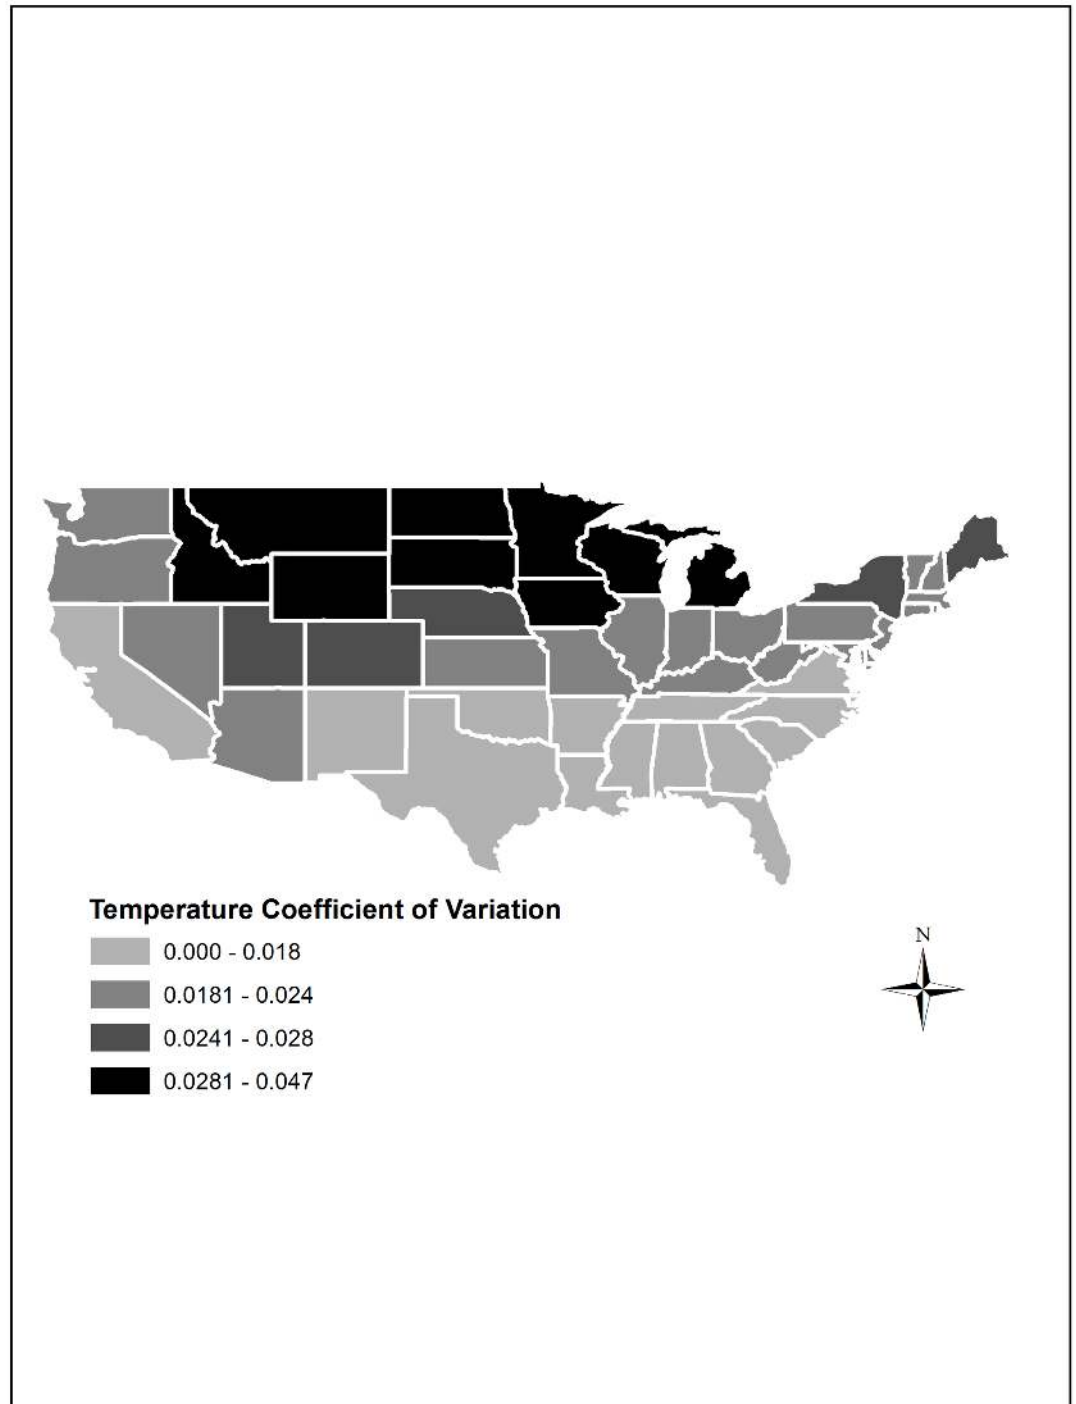 Temperature Coefficient of Variation
0.000 - 0.018
N
0.0181 - 0.024
0.0241 - 0.028
0.0281 - 0.047